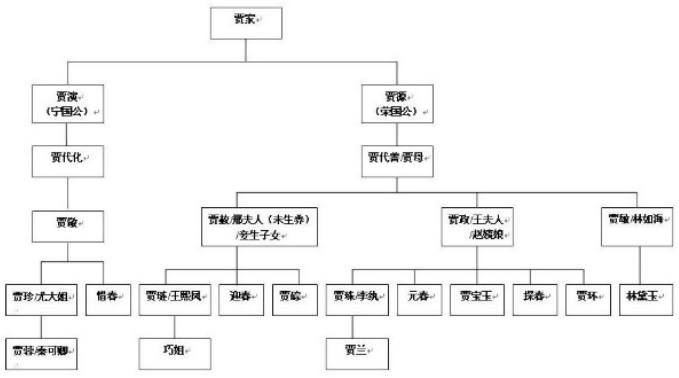 贾家
贾演
（宁国公）
贾源
（荣国公）
贾代化
贾代善/贾母
贾敬
贾赦/邢夫人（未生养）
/妾生子女
贾政/王夫人
/赵姨娘
贾敏/林如海
贾珍/尤大姐
惜春
贾琏/王熙凤
迎春
贾琮
贾珠/李纨
元春
贾宝玉
探春
贾环
林黛玉
贾蓉/秦可卿
巧姐
贾兰